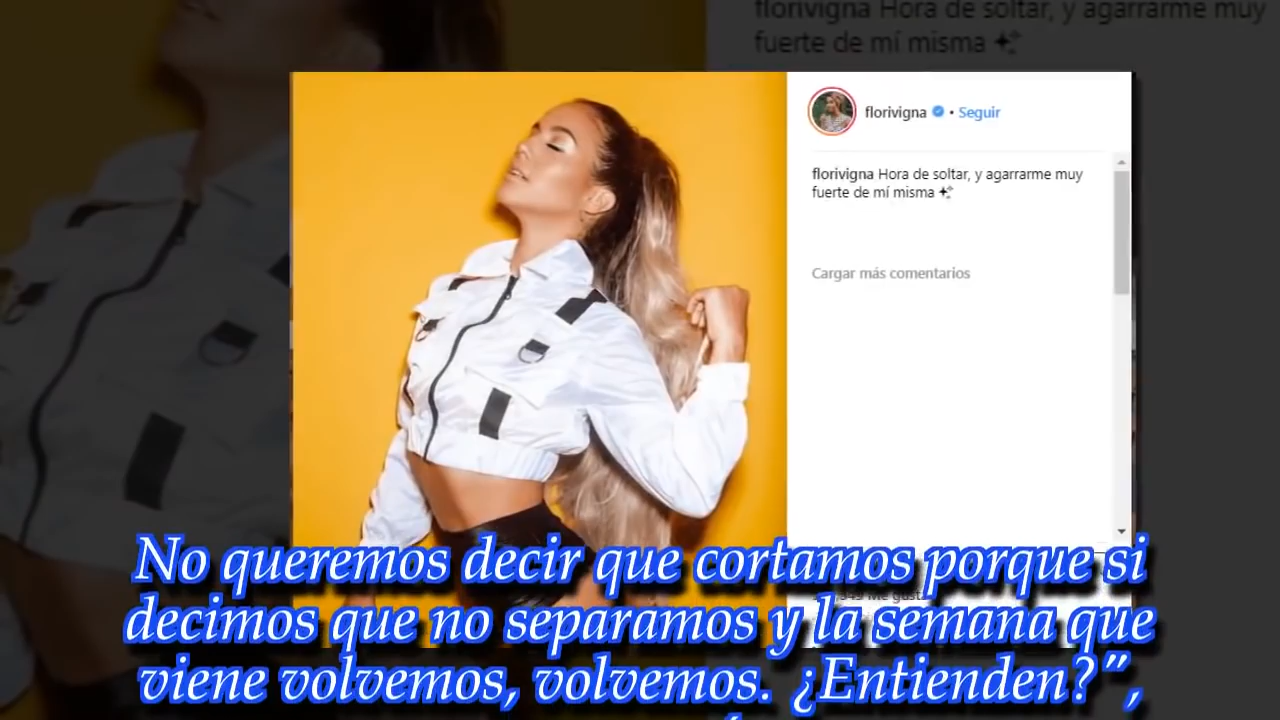 florivigna Hora de soltar, y agarrarme muy
fuerte de mí misma ✨
florivigna • Seguir
florivigna Hora de soltar, y agarrarme muy
fuerte de mí misma ✨
Cargar más comentarios
No queremos decir que cortamos porque si
decimos que no separamos y la semana que
viene volvemos, volvemos. ¿Entienden?”,